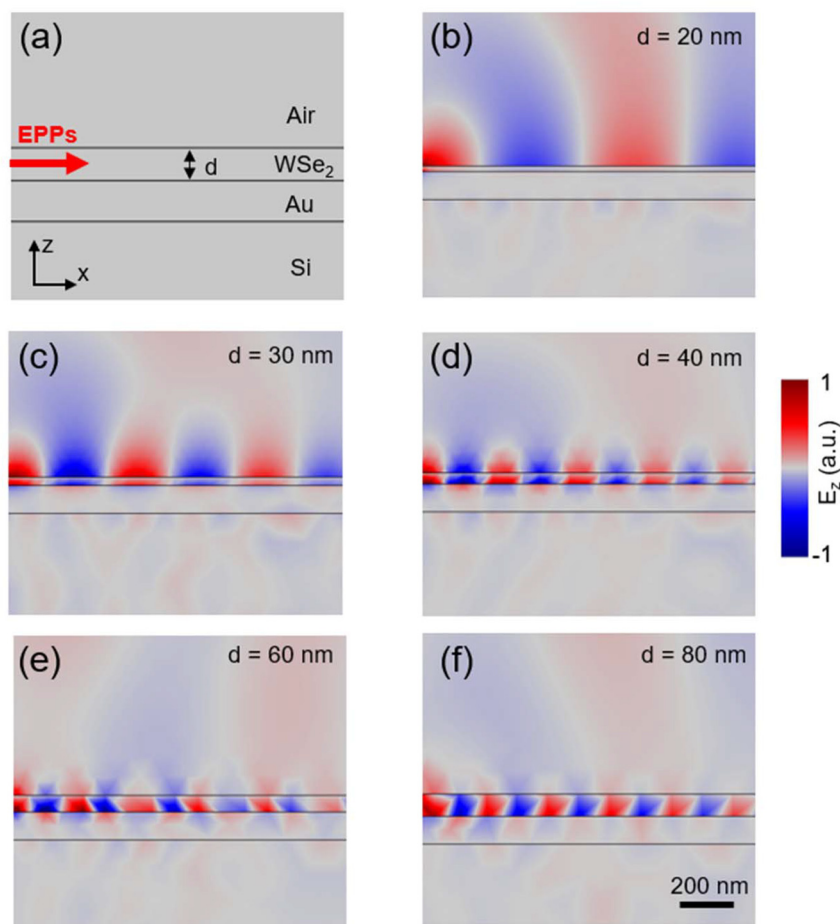 (a)
Air
EPPs
d
WSe₂
Au
z
x
Si
(b)
d = 20 nm
(c)
d = 30 nm
(d)
d = 40 nm
1
E_z (a.u.)
-1
(e)
d = 60 nm
(f)
d = 80 nm
200 nm